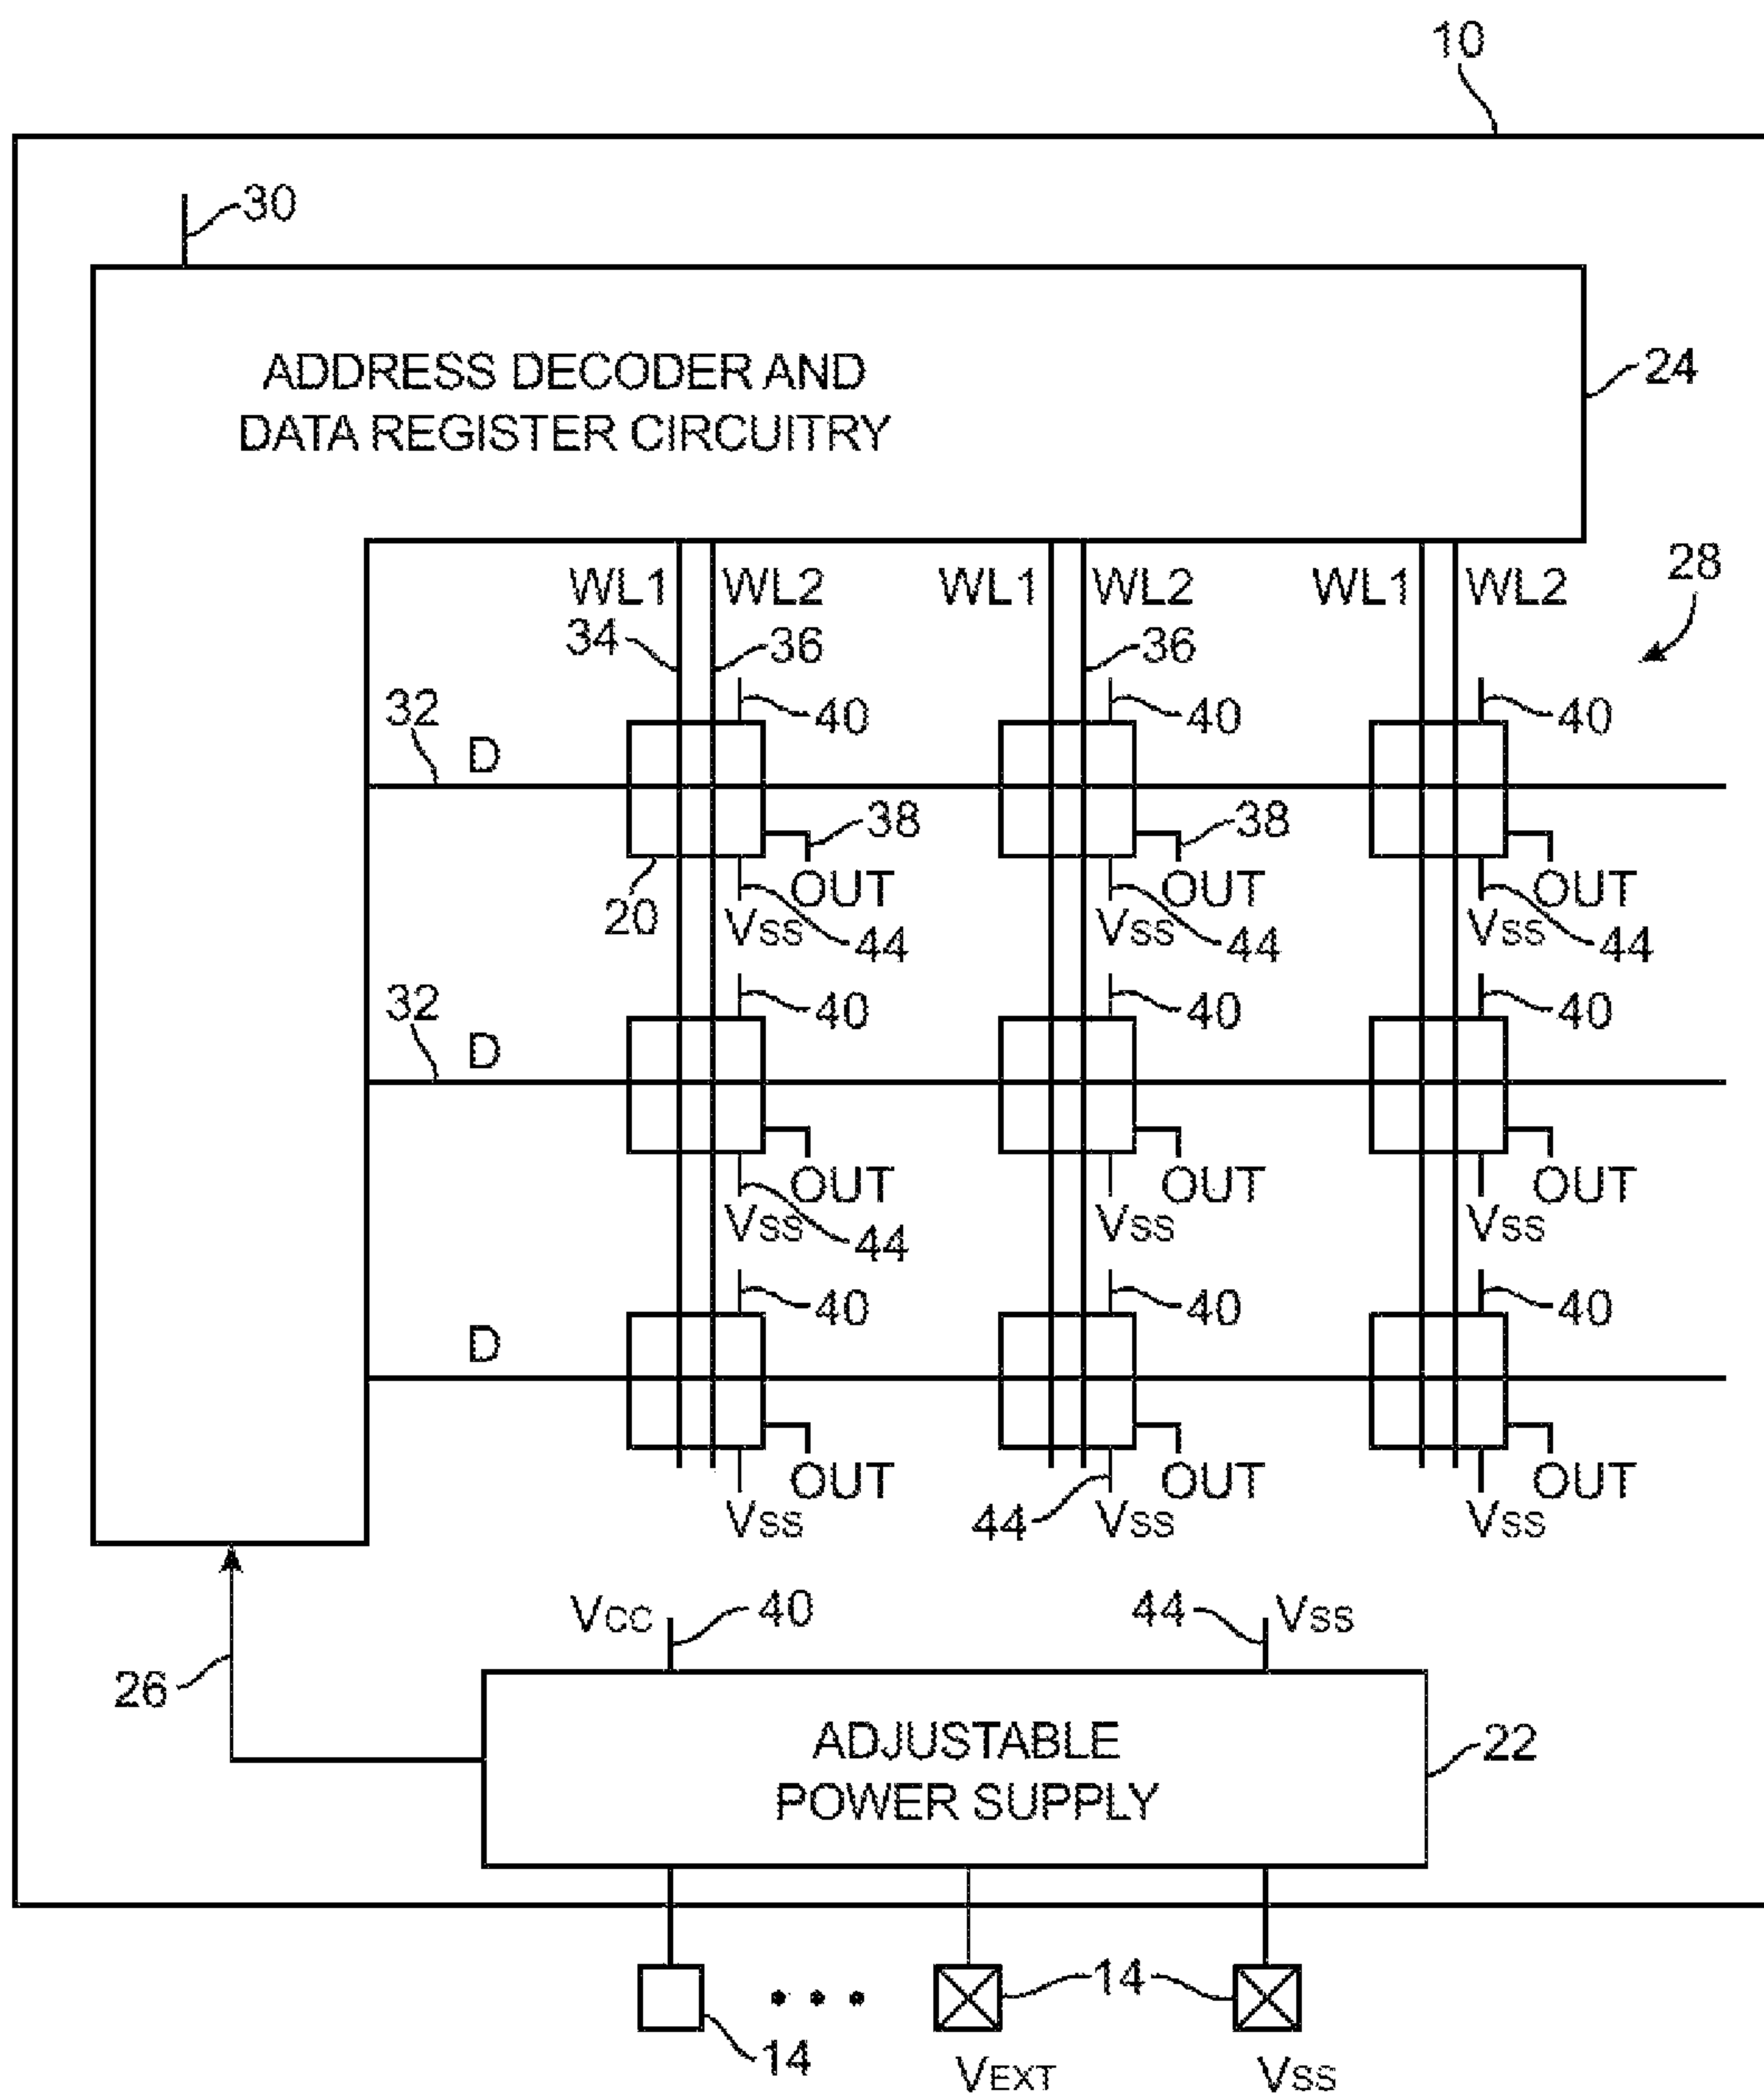 10
30
ADDRESS DECODER AND
DATA REGISTER CIRCUITRY
24
28
WL1 WL2 WL1 WL2 WL1 WL2
34 36 36
40 40 40
32 D
38 38
20 OUT OUT OUT
VSS 44 VSS 44 VSS 44
40 40 40
32 D
OUT OUT OUT
VSS 44 VSS VSS
40 40 40
D
OUT OUT OUT
VSS 44 VSS VSS
VCC 40 44 VSS
26
ADJUSTABLE
POWER SUPPLY
22
14 14
VEXT VSS